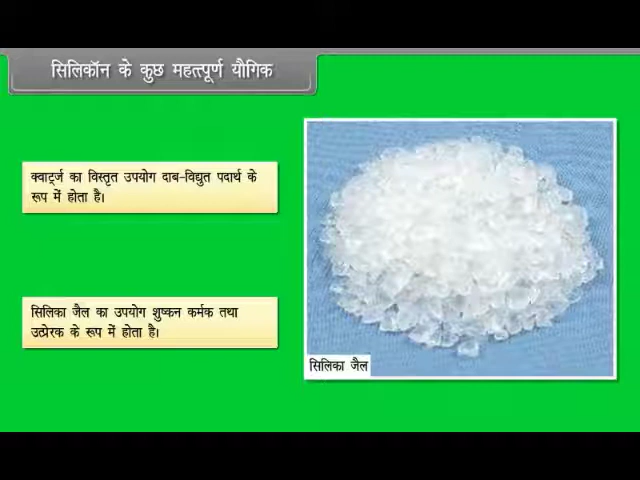 सिलिकॉन के कुछ महत्त्पूर्ण यौगिक
क्वार्ट्ज का विस्तृत उपयोग दाब-विद्युत पदार्थ के
रूप में होता है।
सिलिका जैल का उपयोग शुष्कन कर्मक तथा
उत्प्रेरक के रूप में होता है।
सिलिका जैल